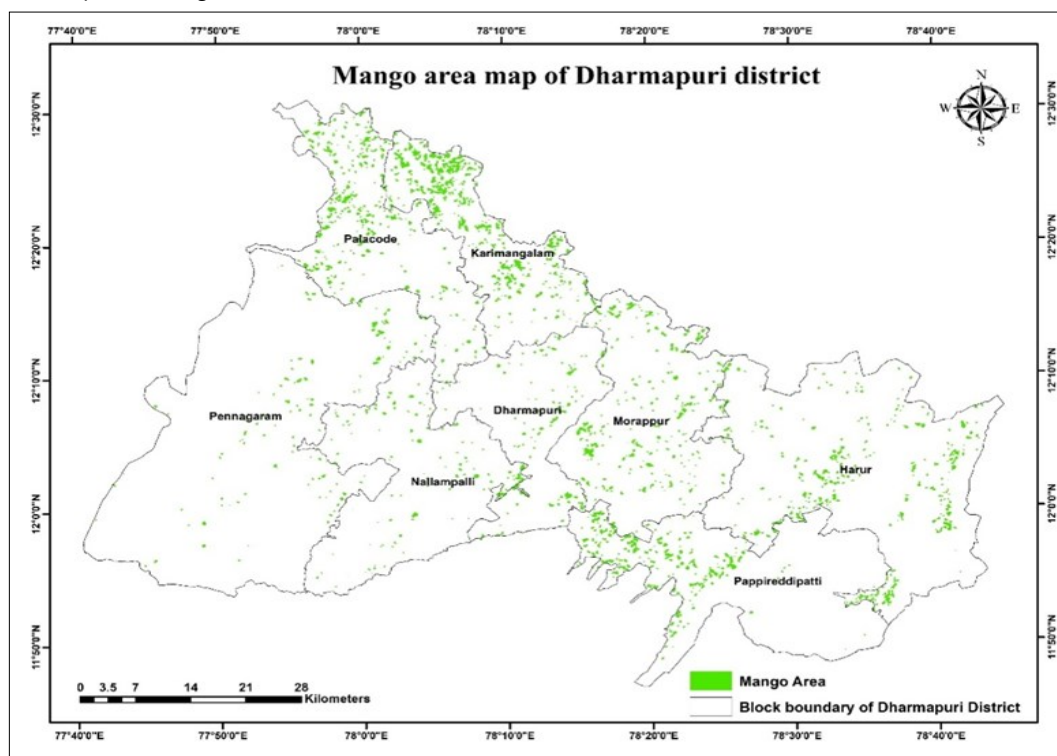 77°40'0"E 77°50'0"E 78°0'0"E 78°10'0"E 78°20'0"E 78°30'0"E 78°40'0"E
Mango area map of Dharmapuri district
N
W E
S
12°30'0"N 12°30'0"N
12°20'0"N 12°20'0"N
Palacode
Karimangalam
12°10'0"N 12°10'0"N
Pennagaram
Dharmapuri
Morappur
Harur
Nallampalli
12°0'0"N 12°0'0"N
Pappireddipatti
11°50'0"N 11°50'0"N
Mango Area
Block boundary of Dharmapuri District
0 3.5 7 14 21 28
Kilometers
77°40'0"E 77°50'0"E 78°0'0"E 78°10'0"E 78°20'0"E 78°30'0"E 78°40'0"E